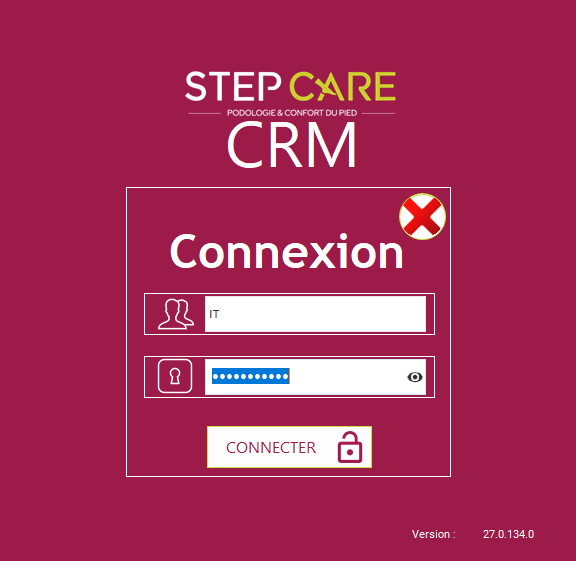 STEP CARE
PODOLOGIE & CONFORT DU PIED
CRM
Connexion
IT
•••••••••••
CONNECTER
Version : 27.0.134.0